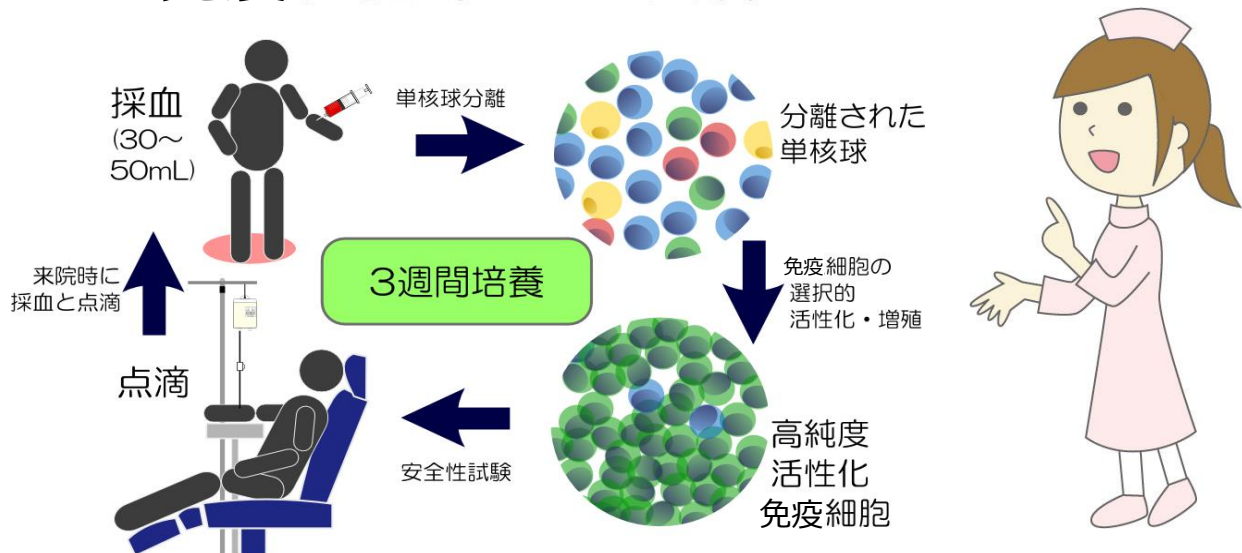 採血
(30～
50mL)
単核球分離
分離された
単核球
来院時に
採血と点滴
3週間培養
免疫細胞の
選択的
活性化・増殖
点滴
安全性試験
高純度
活性化
免疫細胞